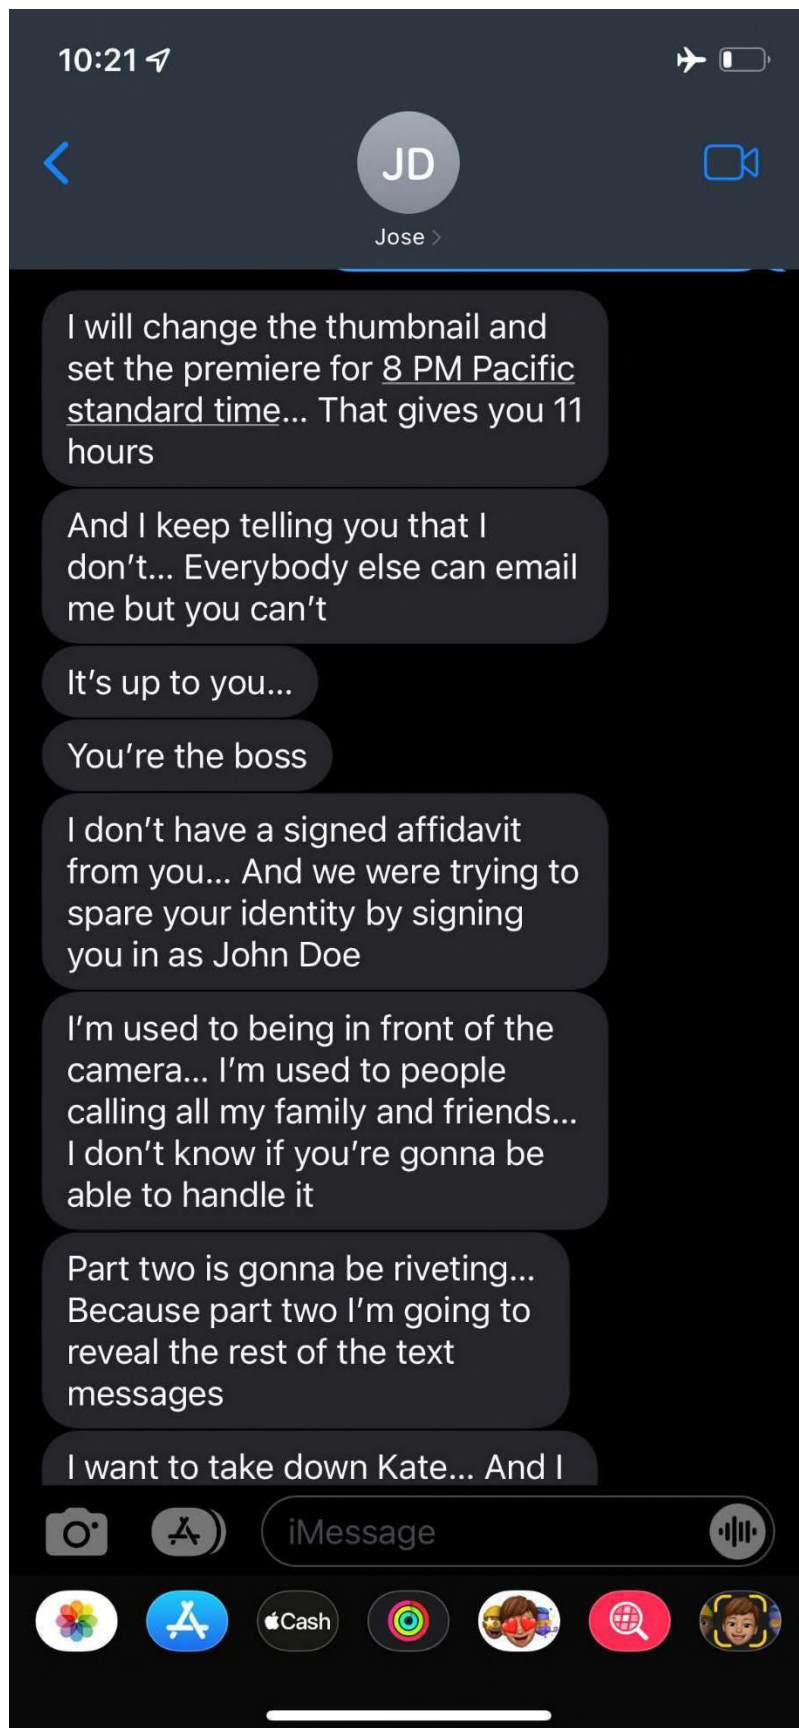 10:21
JD
Jose
I will change the thumbnail and
set the premiere for 8 PM Pacific
standard time... That gives you 11
hours
And I keep telling you that I
don't... Everybody else can email
me but you can't
It's up to you...
You're the boss
I don't have a signed affidavit
from you... And we were trying to
spare your identity by signing
you in as John Doe
I'm used to being in front of the
camera... I'm used to people
calling all my family and friends...
I don't know if you're gonna be
able to handle it
Part two is gonna be riveting...
Because part two I'm going to
reveal the rest of the text
messages
I want to take down Kate... And I
iMessage
Cash